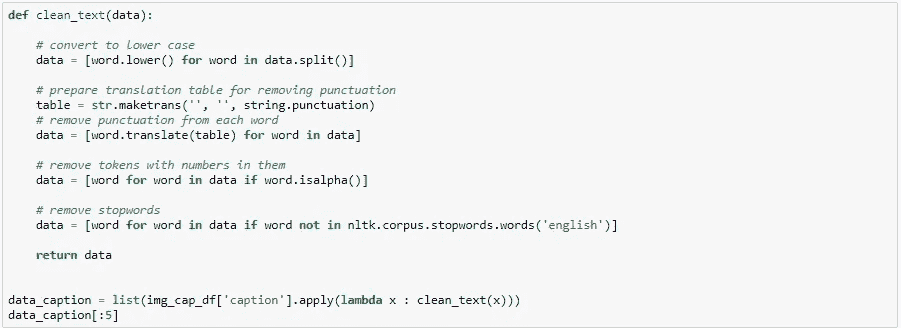 def clean_text(data):
# convert to lower case
data = [word.lower() for word in data.split()]
# prepare translation table for removing punctuation
table = str.maketrans('', '', string.punctuation)
# remove punctuation from each word
data = [word.translate(table) for word in data]
# remove tokens with numbers in them
data = [word for word in data if word.isalpha()]
# remove stopwords
data = [word for word in data if word not in nltk.corpus.stopwords.words('english')]
return data
data_caption = list(img_cap_df['caption'].apply(lambda x : clean_text(x)))
data_caption[:5]